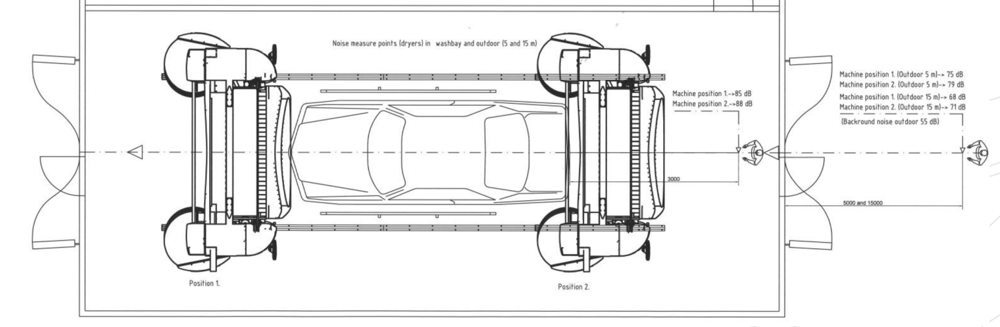 Noise measure points (dryers) in washbay and outdoor (5 and 15 m)
Machine position 1.->85 dB
Machine position 2.->88 dB
Machine position 1. (Outdoor 5 m)-> 75 dB
Machine position 2. (Outdoor 5 m)-> 79 dB
Machine position 1. (Outdoor 15 m)-> 68 dB
Machine position 2. (Outdoor 15 m)-> 71 dB
(Backround noise outdoor 55 dB)
3000
5000 and 15000
Position 1.
Position 2.